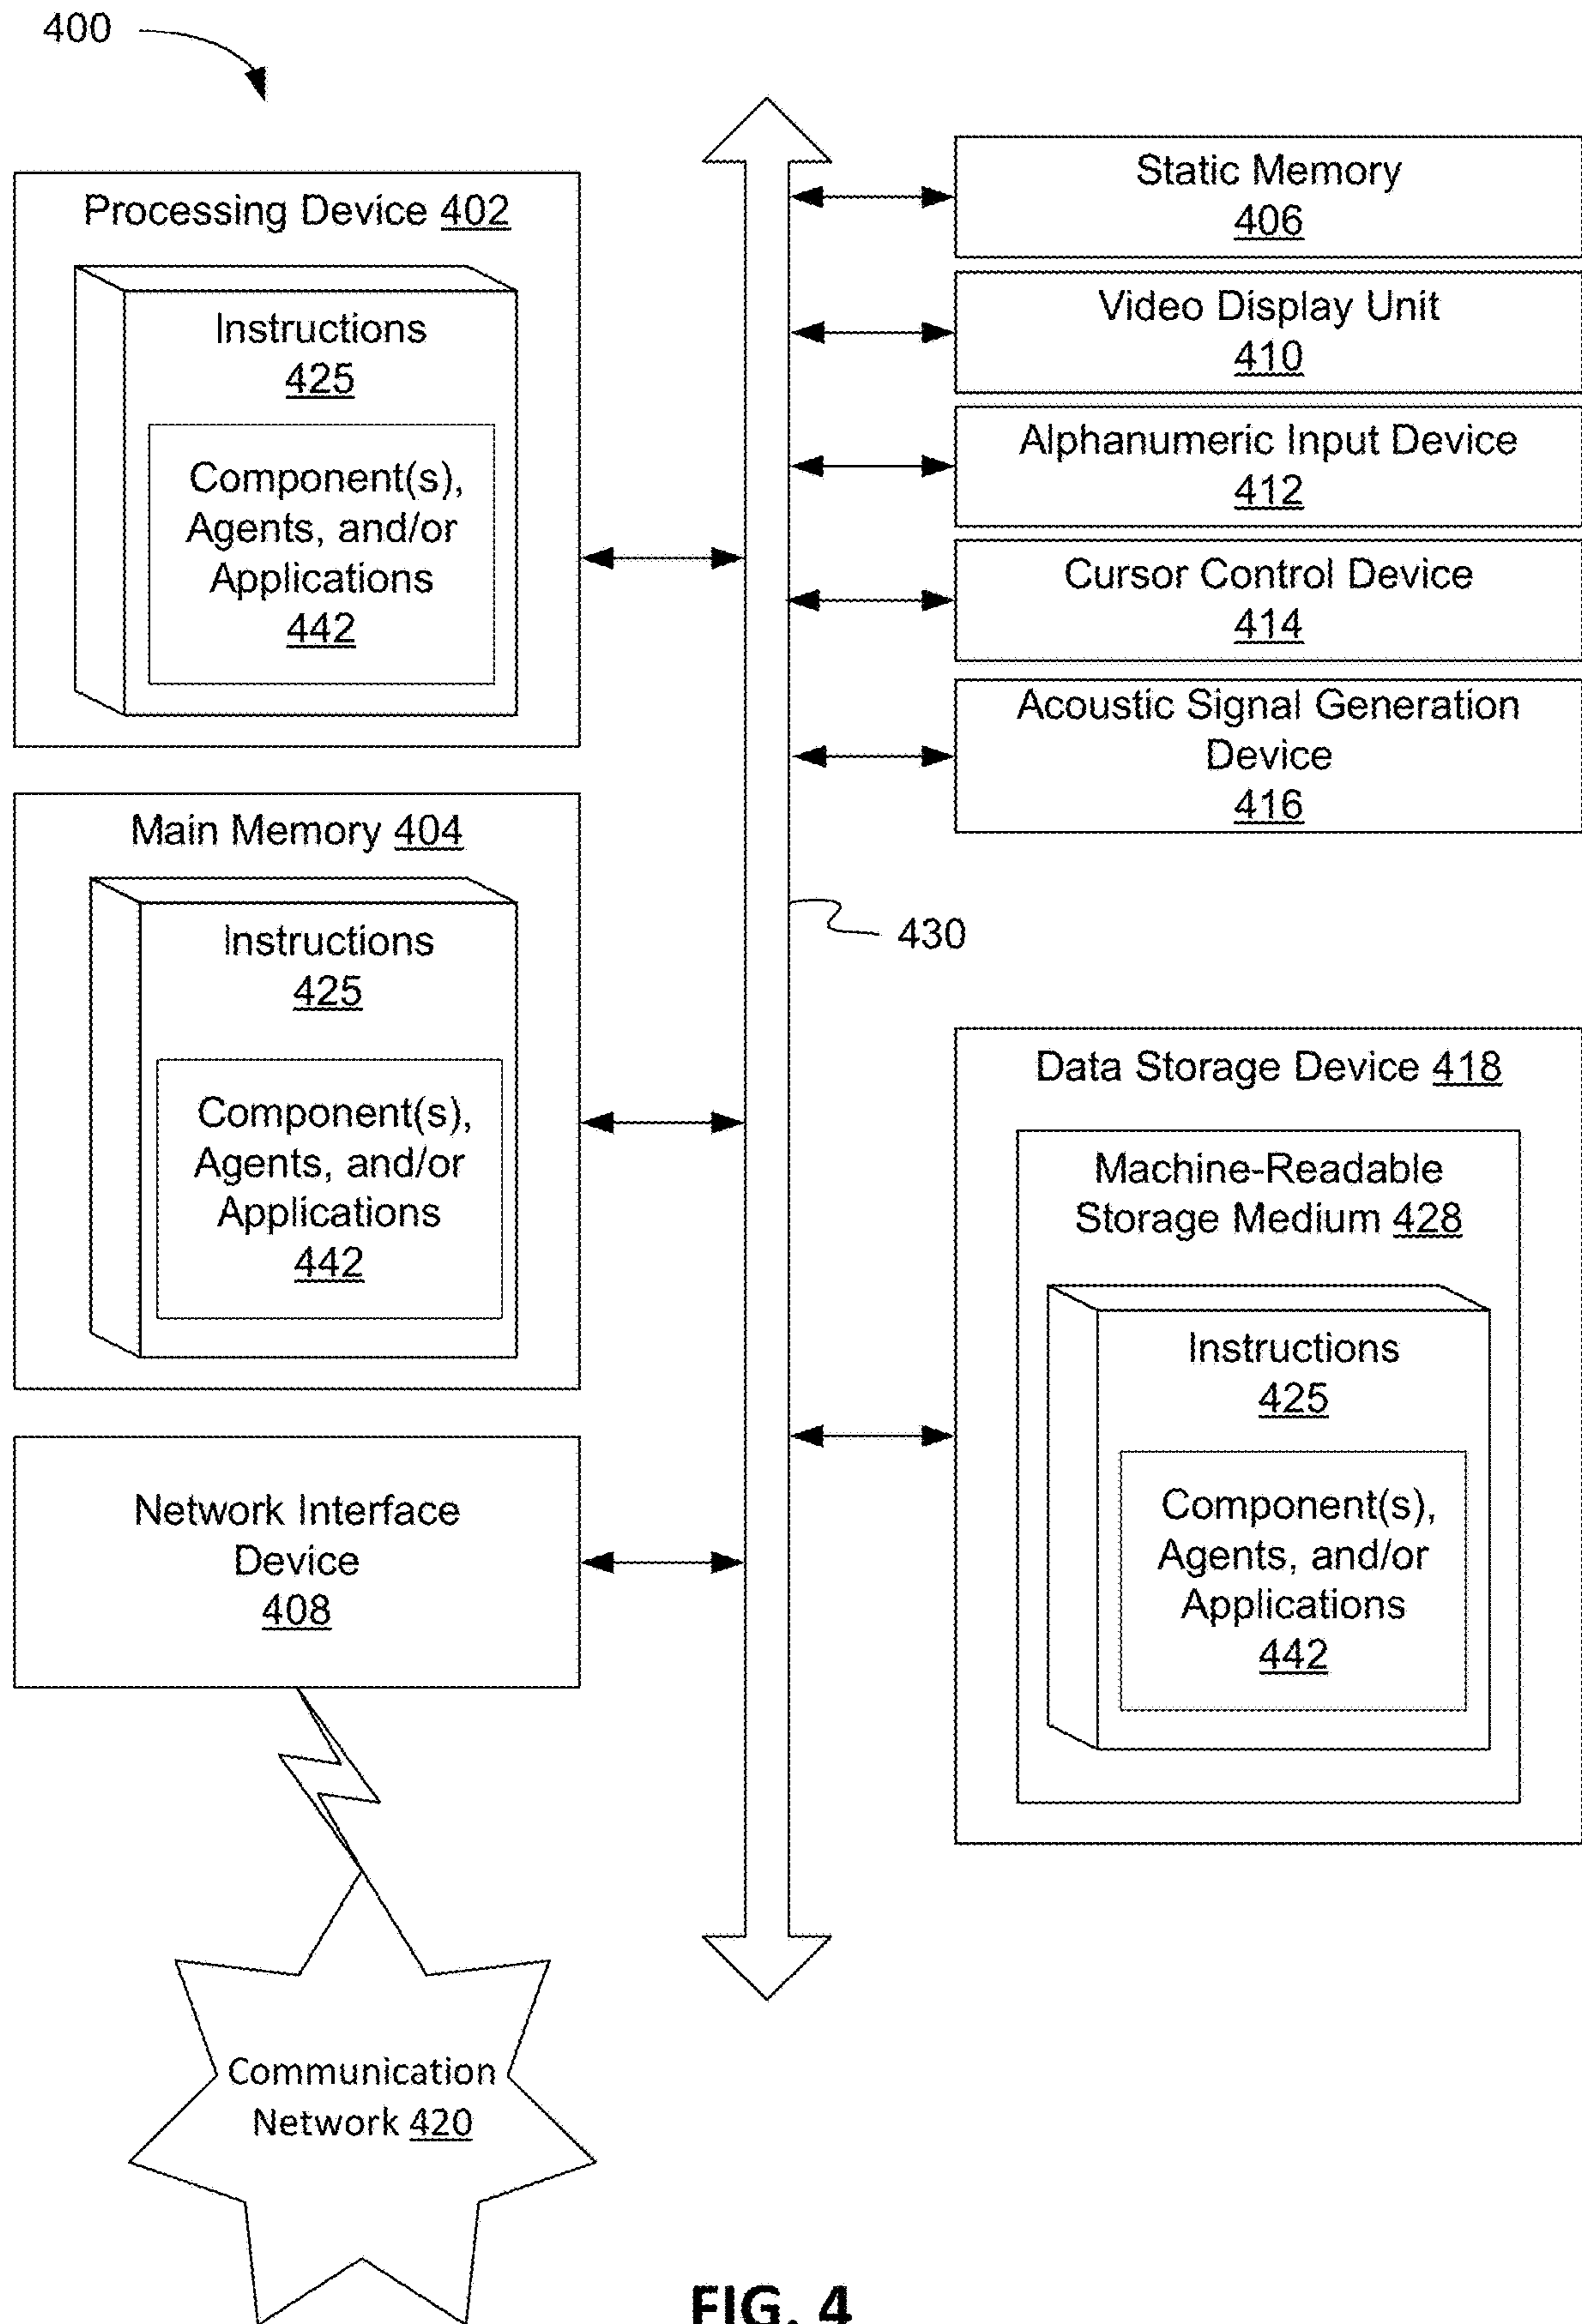 400
Processing Device 402
Instructions
425
Component(s),
Agents, and/or
Applications
442
Main Memory 404
Instructions
425
Component(s),
Agents, and/or
Applications
442
Network Interface
Device
408
Communication
Network 420
Static Memory
406
Video Display Unit
410
Alphanumeric Input Device
412
Cursor Control Device
414
Acoustic Signal Generation
Device
416
430
Data Storage Device 418
Machine-Readable
Storage Medium 428
Instructions
425
Component(s),
Agents, and/or
Applications
442
FIG. 4